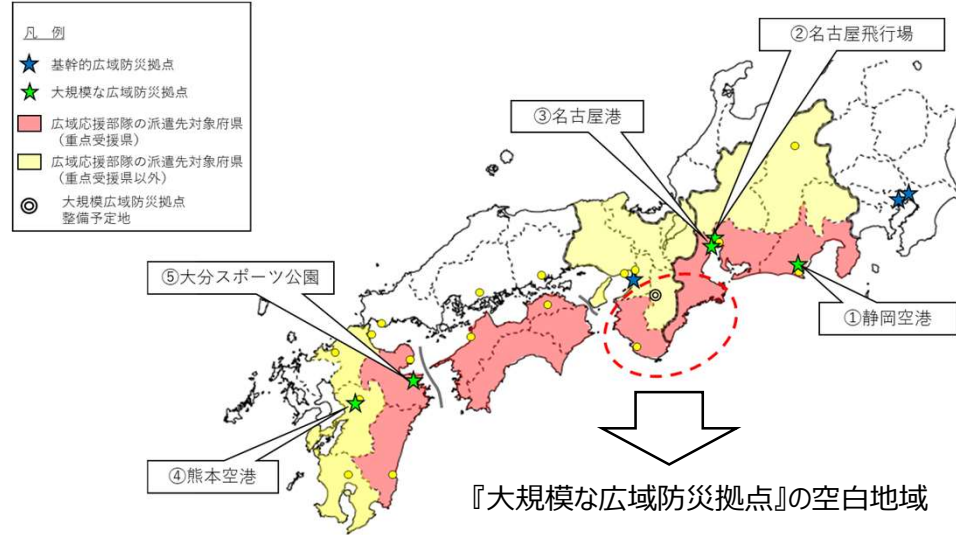 凡 例
基幹的広域防災拠点
大規模な広域防災拠点
広域応援部隊の派遣先対象府県
（重点受援県）
広域応援部隊の派遣先対象府県
（重点受援県以外）
大規模広域防災拠点
整備予定地
②名古屋飛行場
③名古屋港
⑤大分スポーツ公園
①静岡空港
④熊本空港
『大規模な広域防災拠点』の空白地域